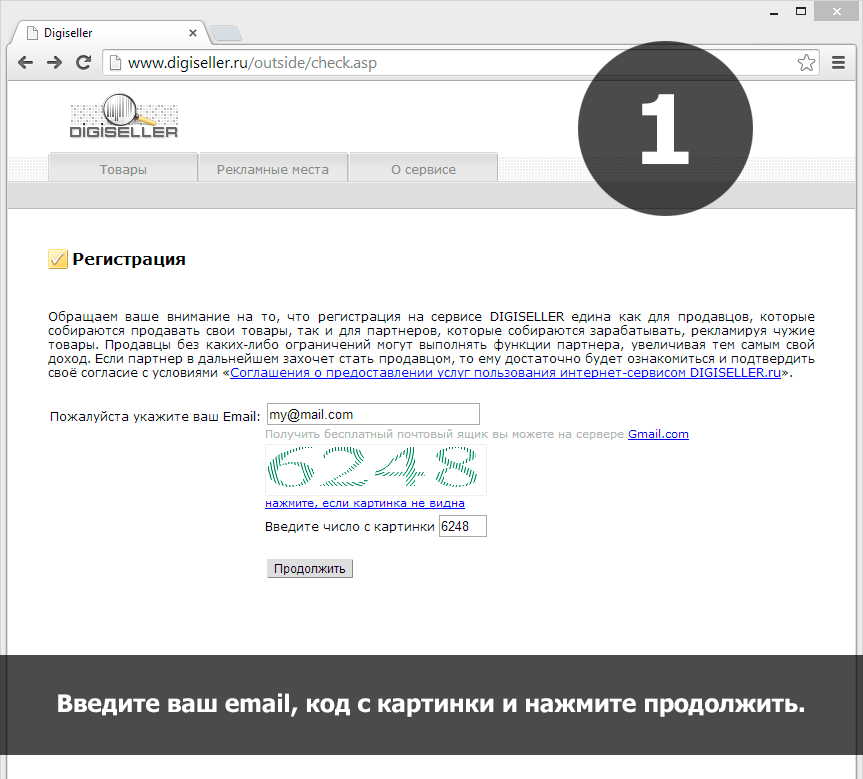 Digiseller
www.digiseller.ru/outside/check.asp
1
DIGISELLER
Товары
Рекламные места
О сервисе
Регистрация
Обращаем ваше внимание на то, что регистрация на сервисе DIGISELLER едина как для продавцов, которые
собираются продавать свои товары, так и для партнеров, которые собираются зарабатывать, рекламируя чужие
товары. Продавцы без каких-либо ограничений могут выполнять функции партнера, увеличивая тем самым свой
доход. Если партнер в дальнейшем захочет стать продавцом, то ему достаточно будет ознакомиться и подтвердить
своё согласие с условиями «Соглашения о предоставлении услуг пользования интернет-сервисом DIGISELLER.ru».
Пожалуйста укажите ваш Email: my@mail.com
Получить бесплатный почтовый ящик вы можете на сервере Gmail.com
6248
нажмите, если картинка не видна
Введите число с картинки 6248
Продолжить
Введите ваш email, код с картинки и нажмите продолжить.